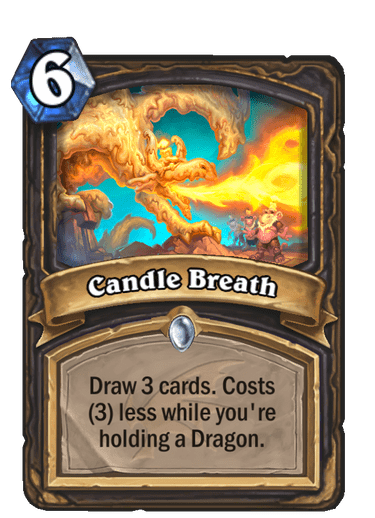 6
Candle Breath
Draw 3 cards. Costs
(3) less while you're
holding a Dragon.